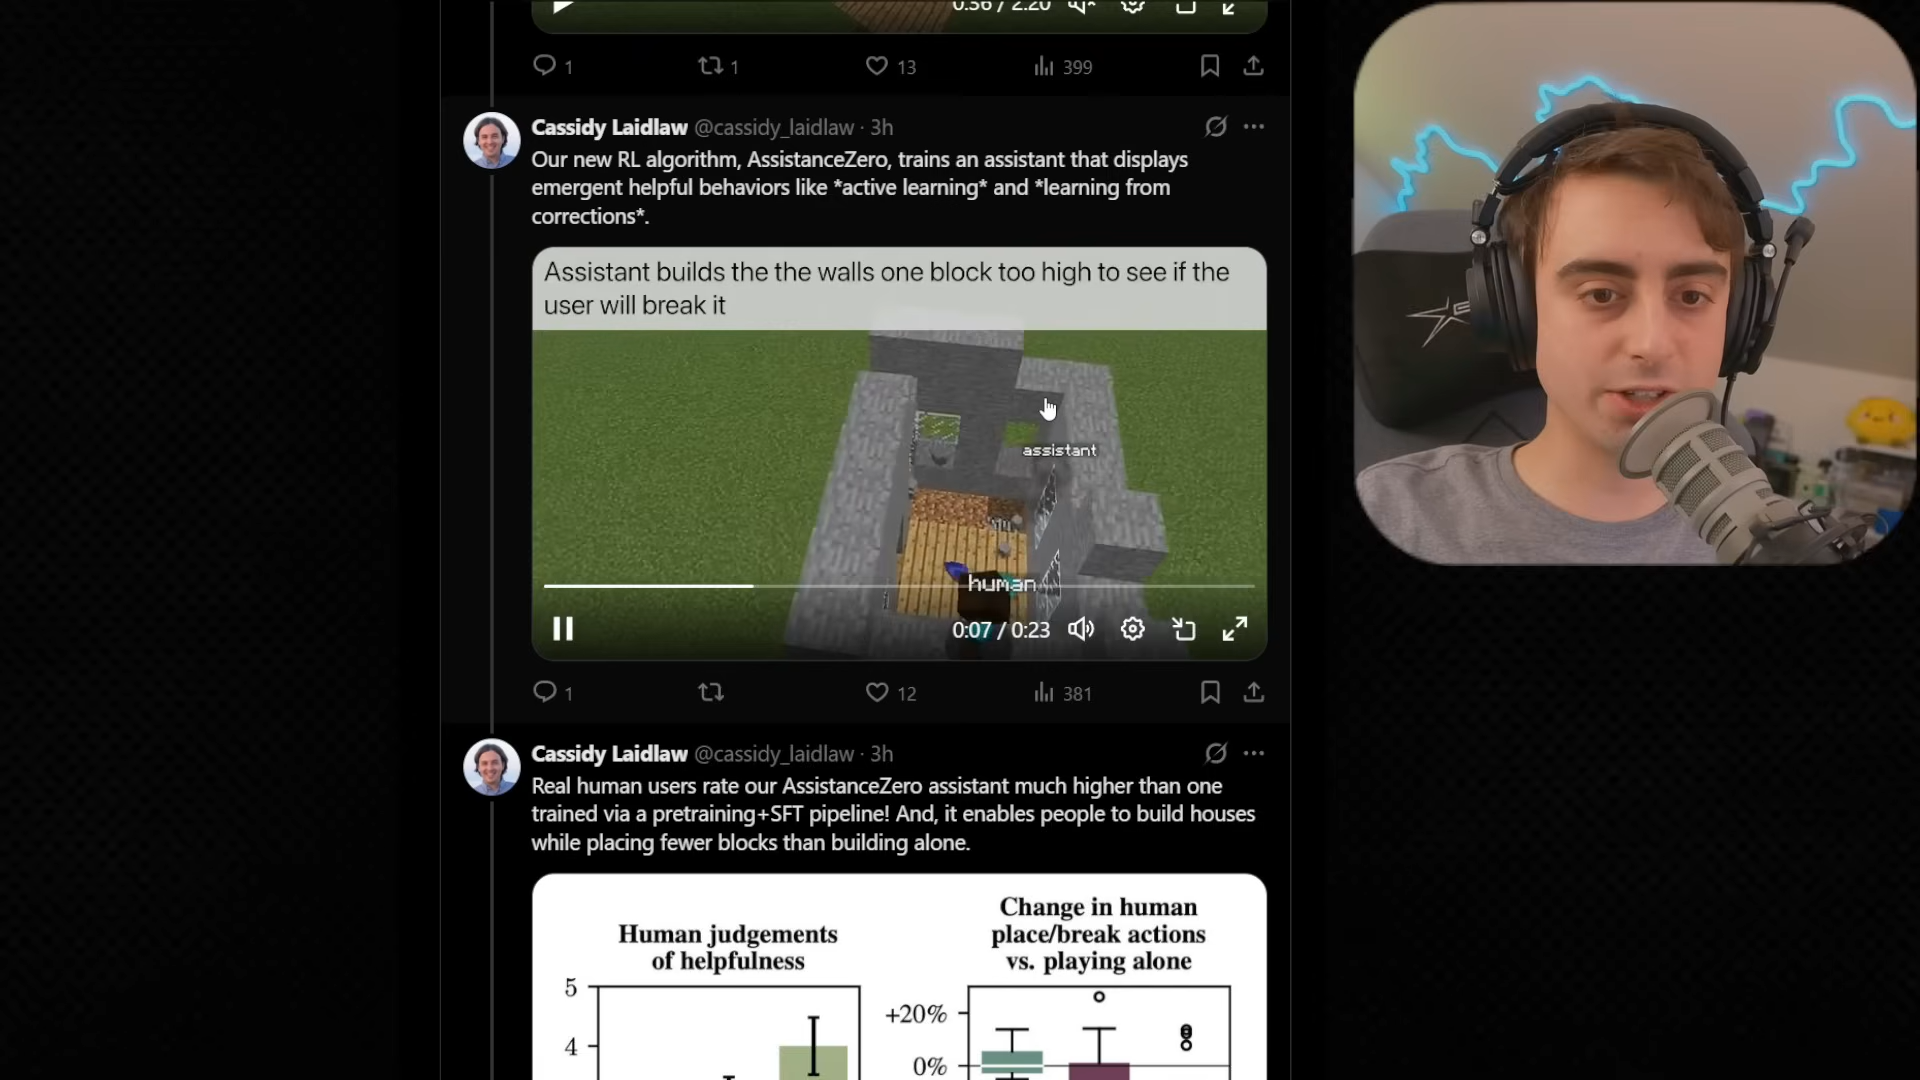 0:36 / 2:20
1
1
13
399
Cassidy Laidlaw @cassidy_laidlaw · 3h
Our new RL algorithm, AssistanceZero, trains an assistant that displays
emergent helpful behaviors like *active learning* and *learning from
corrections*.
Assistant builds the the walls one block too high to see if the
user will break it
assistant
human
0:07 / 0:23
1
12
381
Cassidy Laidlaw @cassidy_laidlaw · 3h
Real human users rate our AssistanceZero assistant much higher than one
trained via a pretraining+SFT pipeline! And, it enables people to build houses
while placing fewer blocks than building alone.
Human judgements
of helpfulness
5
4
Change in human
place/break actions
vs. playing alone
+20%
0%